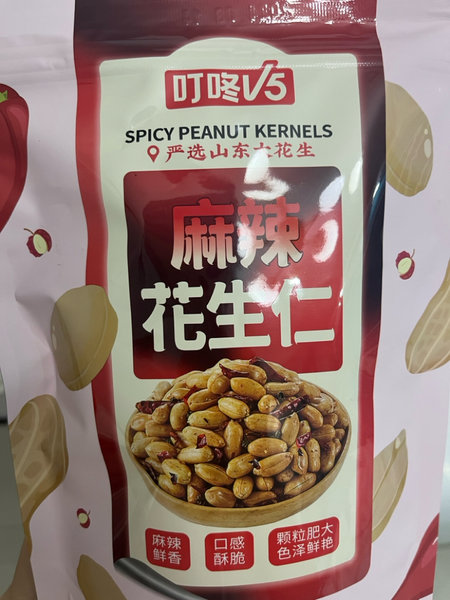 叮咚V5
SPICY PEANUT KERNELS
严选山东大花生
麻辣
花生仁
麻辣
鲜香
口感
酥脆
颗粒肥大
色泽鲜艳